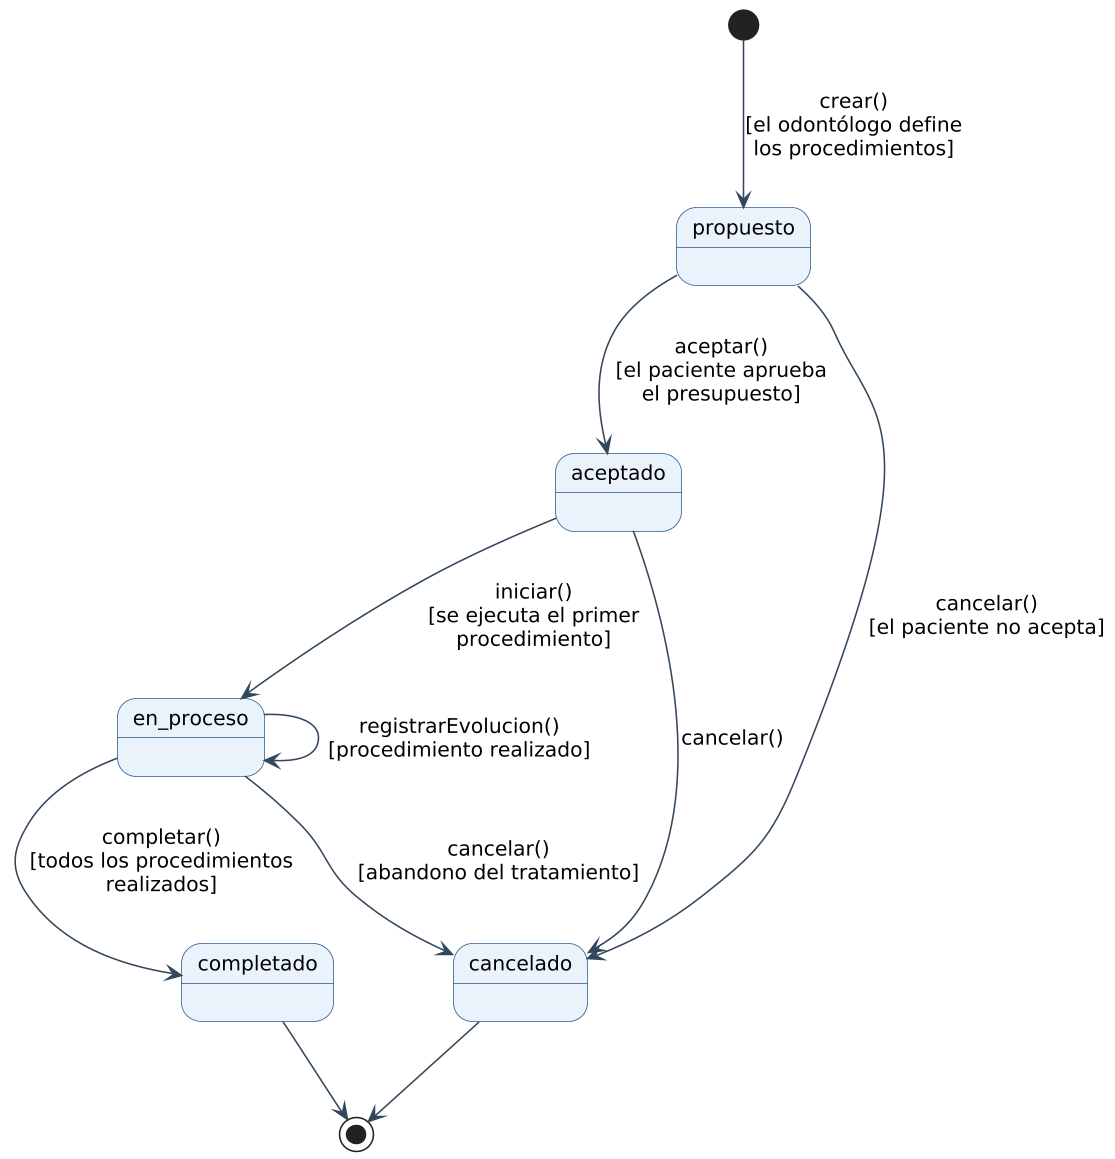 crear()
[el odontólogo define
los procedimientos]
propuesto
aceptar()
[el paciente aprueba
el presupuesto]
aceptado
iniciar()
[se ejecuta el primer
procedimiento]
cancelar()
[el paciente no acepta]
en_proceso
registrarEvolucion()
[procedimiento realizado]
cancelar()
completar()
[todos los procedimientos
realizados]
cancelar()
[abandono del tratamiento]
completado
cancelado